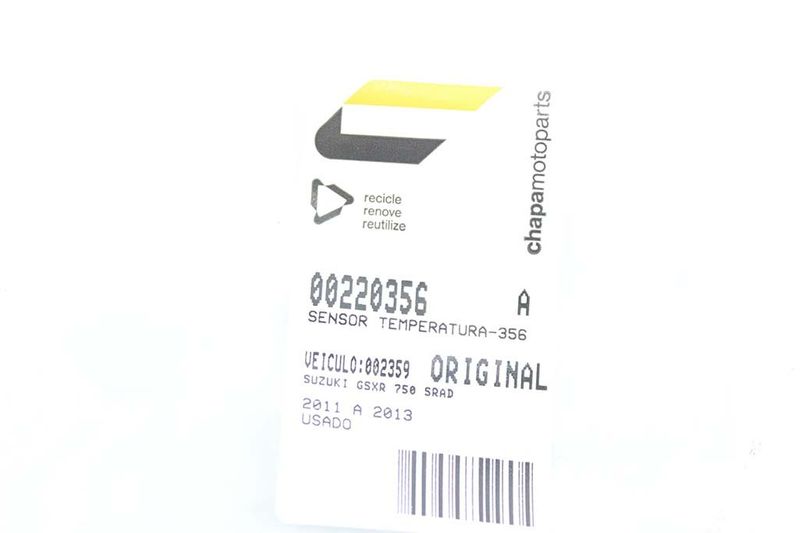 chapamotoparts
recicle
renove
reutilize
00220356 A
SENSOR TEMPERATURA-356
VEICULO:002359 ORIGINAL
SUZUKI GSXR 750 SRAD
2011 A 2013
USADO